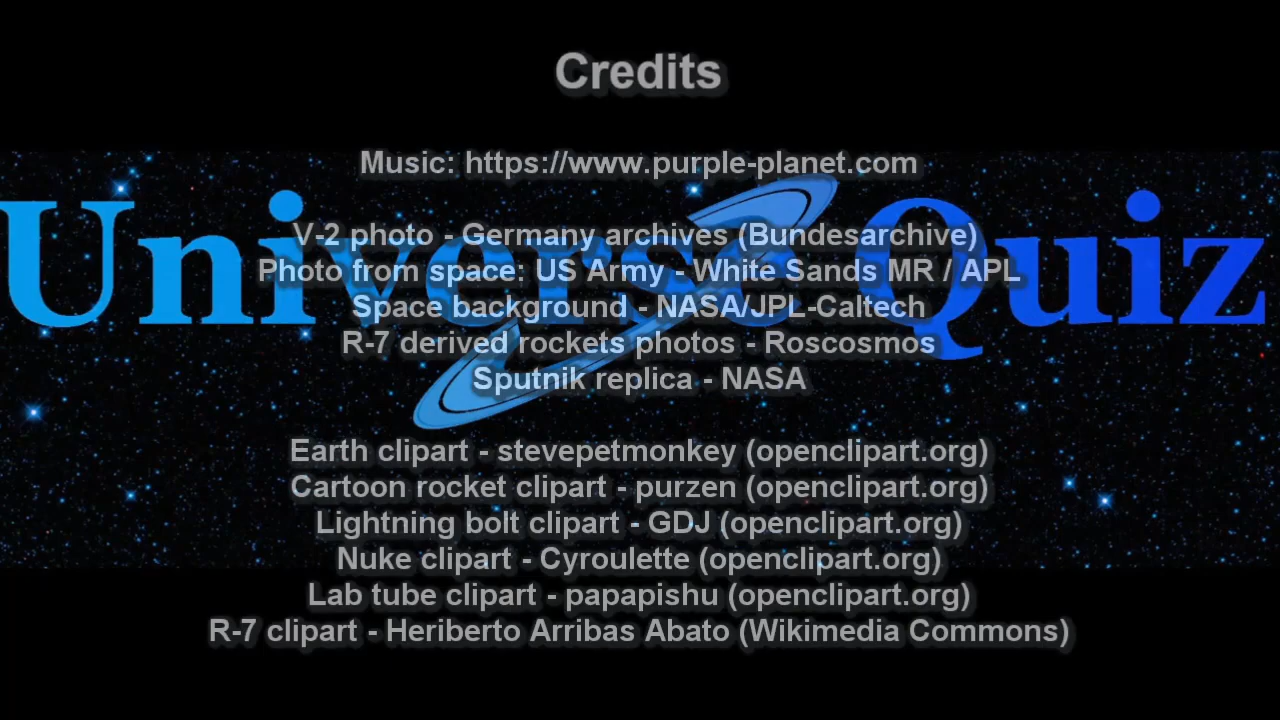 Credits
Music: https://www.purple-planet.com
Universe Quiz
V-2 photo - Germany archives (Bundesarchive)
Photo from space: US Army - White Sands MR / APL
Space background - NASA/JPL-Caltech
R-7 derived rockets photos - Roscosmos
Sputnik replica - NASA
Earth clipart - stevepetmonkey (openclipart.org)
Cartoon rocket clipart - purzen (openclipart.org)
Lightning bolt clipart - GDJ (openclipart.org)
Nuke clipart - Cyroulette (openclipart.org)
Lab tube clipart - papapishu (openclipart.org)
R-7 clipart - Heriberto Arribas Abato (Wikimedia Commons)